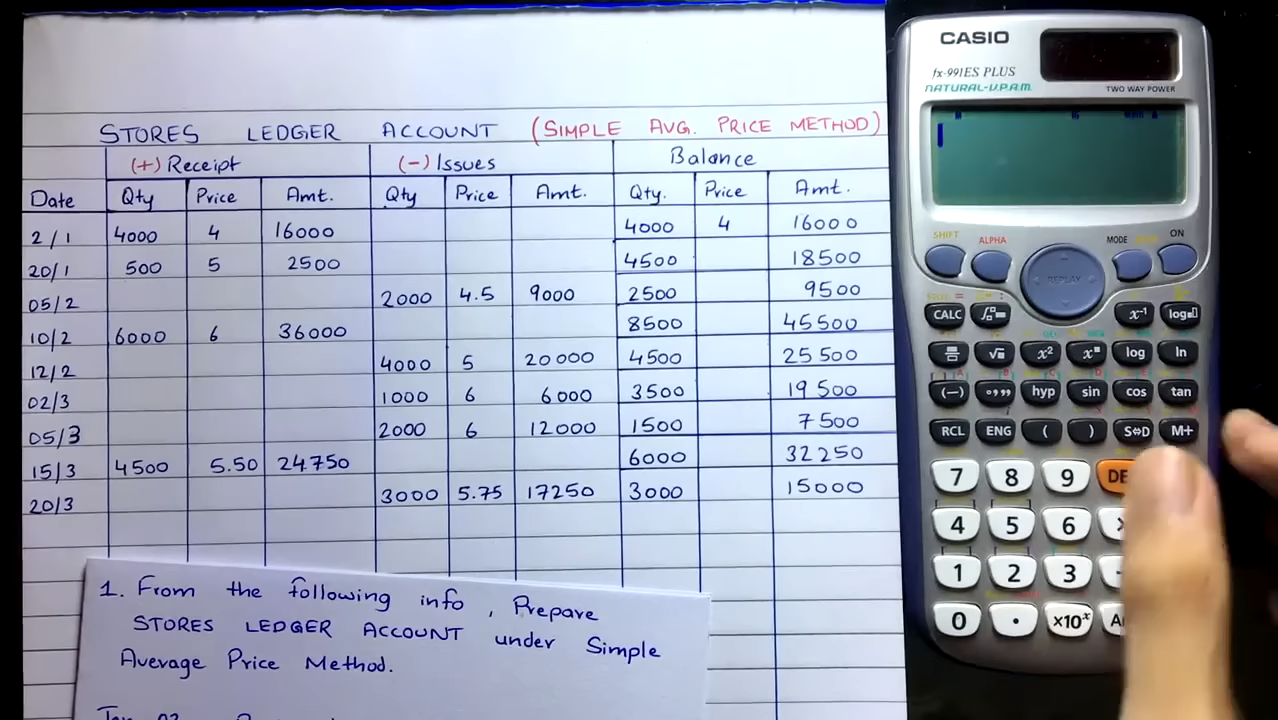 STORES LEDGER ACCOUNT (SIMPLE AVG. PRICE METHOD)
(+) Receipt (-) Issues Balance
Date Qty Price Amt. Qty Price Amt. Qty. Price Amt.
2/1 4000 4 16000 4000 4 16000
20/1 500 5 2500 4500 18500
05/2 2000 4.5 9000 2500 9500
10/2 6000 6 36000 8500 45500
12/2 4000 5 20000 4500 25500
02/3 1000 6 6000 3500 19500
05/3 2000 6 12000 1500 7500
15/3 4500 5.50 24750 6000 32250
20/3 3000 5.75 17250 3000 15000
1. From the following info, Prepare
STORES LEDGER ACCOUNT under Simple
Average Price Method.
CASIO
fx-991ES PLUS
NATURAL-V.P.A.M.
TWO WAY POWER
SHIFT ALPHA MODE ON
REPLAY
CALC x⁻¹ log
√ x² log ln
(−) hyp sin cos tan
RCL ENG ( ) S⇔D M+
7 8 9 DE
4 5 6
1 2 3
0 . ×10ˣ